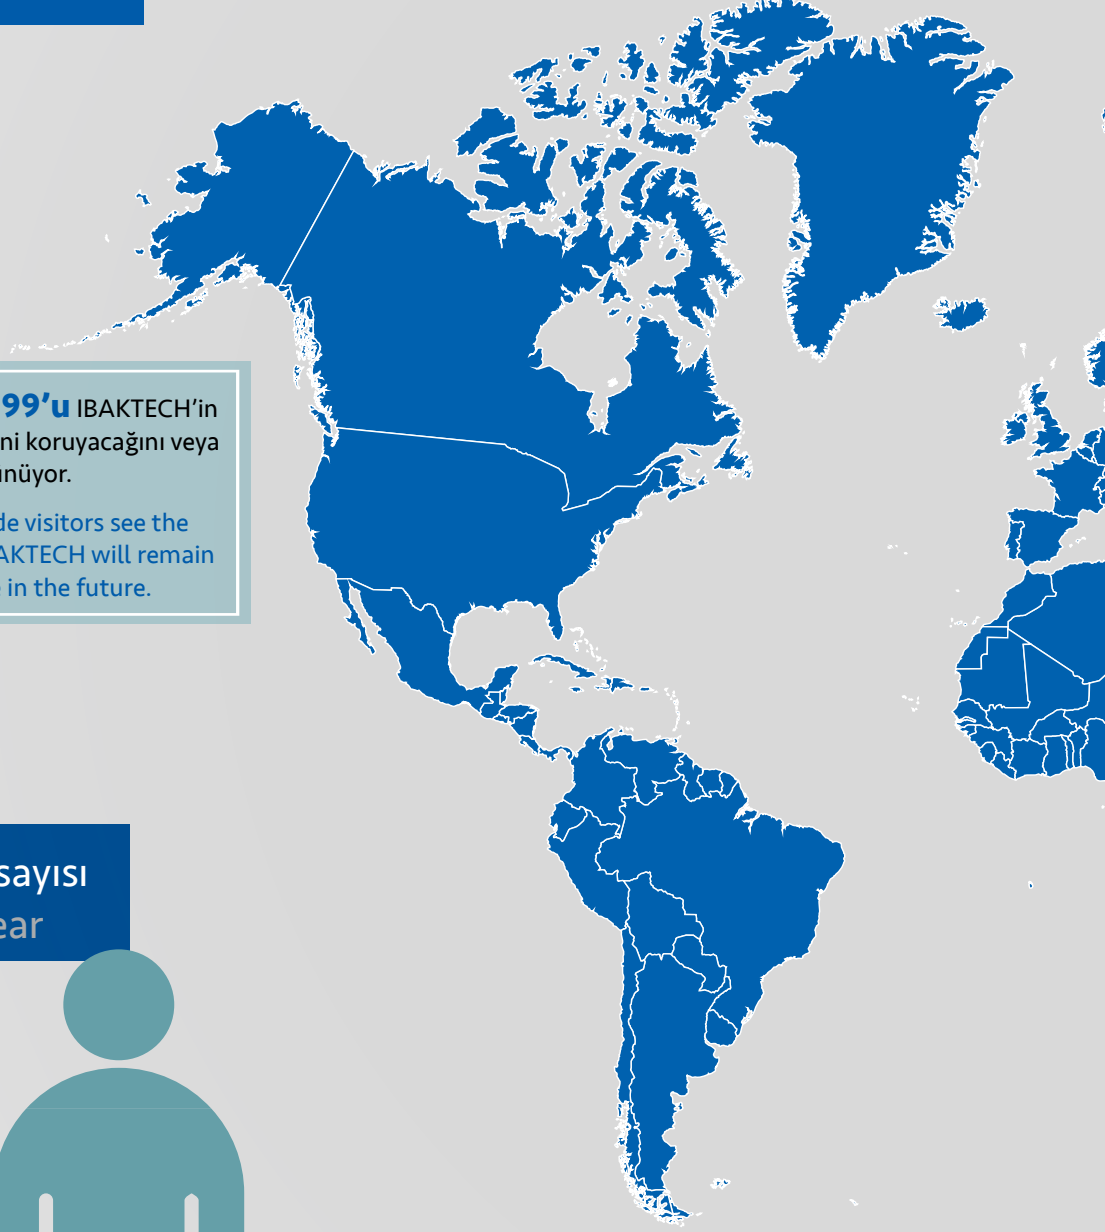 99’u IBAKTECH’in
ni koruyacağını veya
nüyor.
de visitors see the
AKTECH will remain
in the future.
sayısı
ear